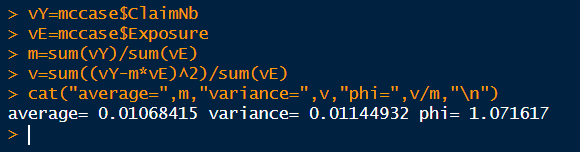 > vY=mccase$ClaimNb
> vE=mccase$Exposure
> m=sum(vY)/sum(vE)
> v=sum((vY-m*vE)^2)/sum(vE)
> cat("average=",m,"variance=",v,"phi=",v/m,"\n")
average= 0.01068415 variance= 0.01144932 phi= 1.071617
>